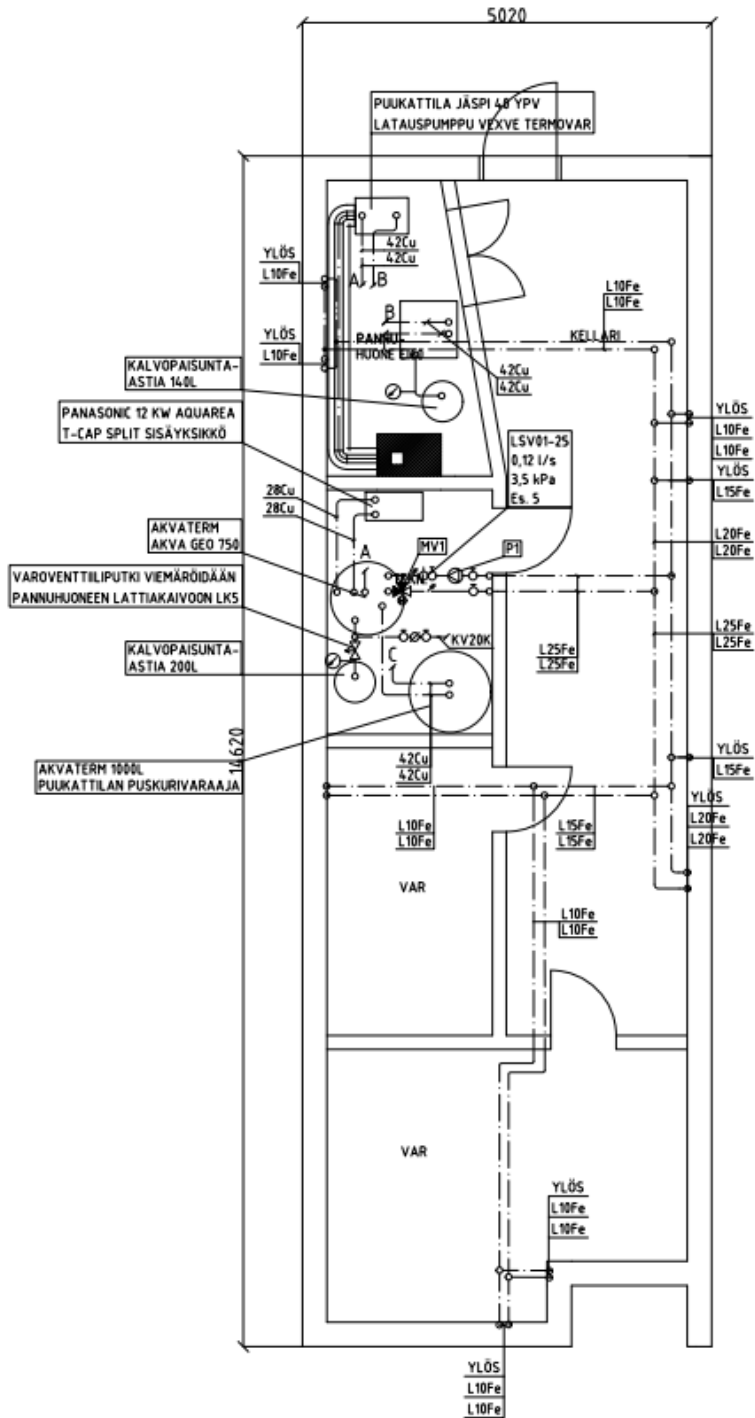 5020
PUUKATTILA JÄSPI 40 YPV
LATAUSPUMPPU VEXVE TERMOVAR
YLÖS
L10Fe
42Cu
42Cu
A
B
L10Fe
L10Fe
B
PANNU-
HUONE EI60
KELLARI
YLÖS
L10Fe
KALVOPAISUNTA-
ASTIA 140L
42Cu
42Cu
YLÖS
L10Fe
L10Fe
PANASONIC 12 KW AQUAREA
T-CAP SPLIT SISÄYKSIKKÖ
LSV01-25
0,12 l/s
3,5 kPa
Es. 5
YLÖS
L15Fe
28Cu
28Cu
AKVATERM
AKVA GEO 750
A
MV1
P1
L20Fe
L20Fe
VAROVENTTIILIPUTKI VIEMÄRÖIDÄÄN
PANNUHUONEEN LATTIAKAIVOON LK5
KV20K
L25Fe
L25Fe
L25Fe
L25Fe
KALVOPAISUNTA-
ASTIA 200L
C
14620
AKVATERM 1000L
PUUKATTILAN PUSKURIVARAAJA
42Cu
42Cu
YLÖS
L15Fe
L10Fe
L10Fe
L15Fe
L15Fe
YLÖS
L20Fe
L20Fe
VAR
L10Fe
L10Fe
VAR
YLÖS
L10Fe
L10Fe
YLÖS
L10Fe
L10Fe